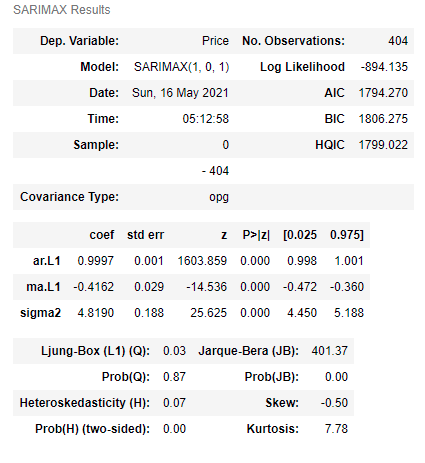 SARIMAX Results
Dep. Variable: Price No. Observations: 404
Model: SARIMAX(1, 0, 1) Log Likelihood -894.135
Date: Sun, 16 May 2021 AIC 1794.270
Time: 05:12:58 BIC 1806.275
Sample: 0 HQIC 1799.022
- 404
Covariance Type: opg
coef std err z P>|z| [0.025 0.975]
ar.L1 0.9997 0.001 1603.859 0.000 0.998 1.001
ma.L1 -0.4162 0.029 -14.536 0.000 -0.472 -0.360
sigma2 4.8190 0.188 25.625 0.000 4.450 5.188
Ljung-Box (L1) (Q): 0.03 Jarque-Bera (JB): 401.37
Prob(Q): 0.87 Prob(JB): 0.00
Heteroskedasticity (H): 0.07 Skew: -0.50
Prob(H) (two-sided): 0.00 Kurtosis: 7.78